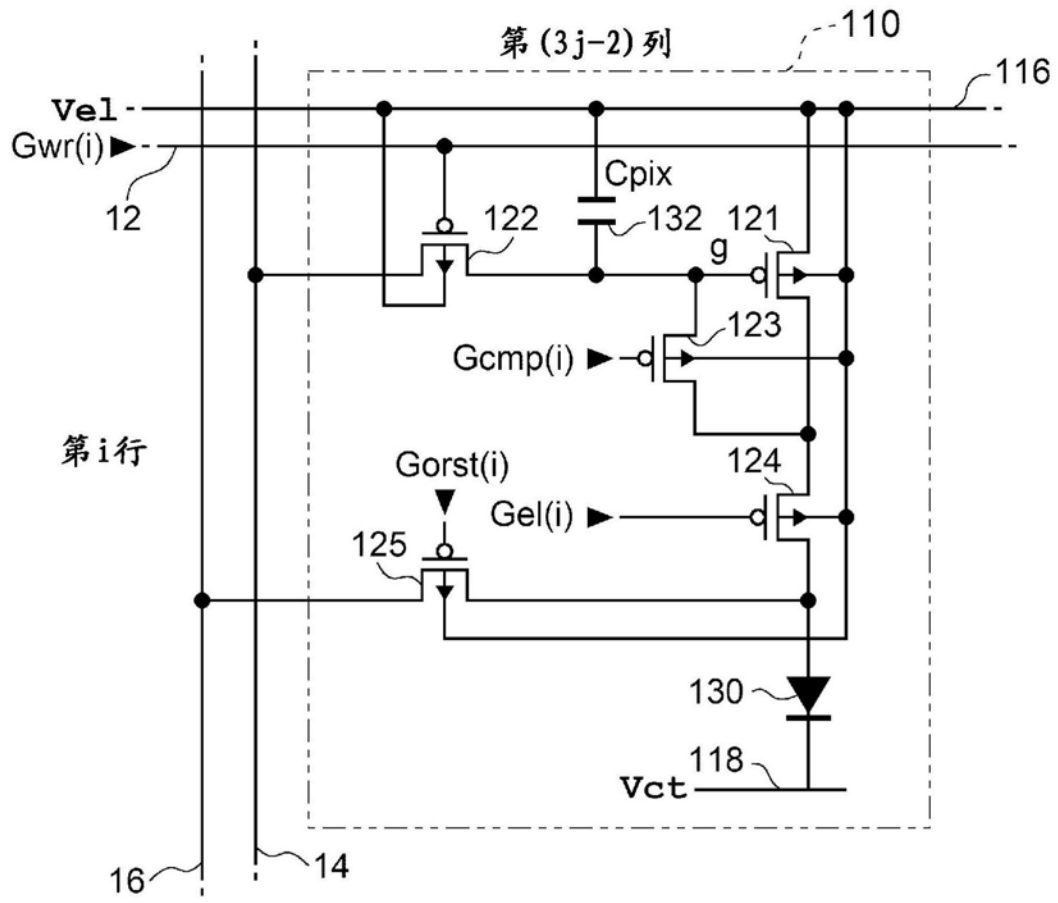 第(3j-2)列
110
116
Vel
Gwr(i)
12
Cpix
122
132
g
121
123
Gcmp(i)
第i行
Gorst(i)
124
Gel(i)
125
130
118
Vct
16
14